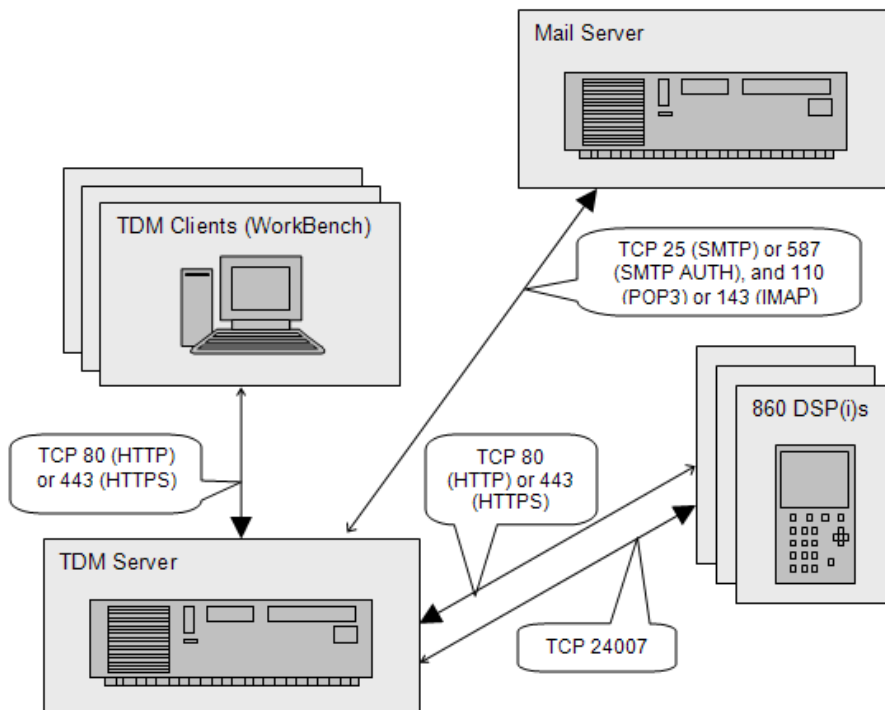 Mail Server
TDM Clients (WorkBench)
TCP 25 (SMTP) or 587
(SMTP AUTH), and 110
(POP3) or 143 (IMAP)
860 DSP(i)s
TCP 80 (HTTP)
or 443 (HTTPS)
TCP 80
(HTTP) or 443
(HTTPS)
TDM Server
TCP 24007